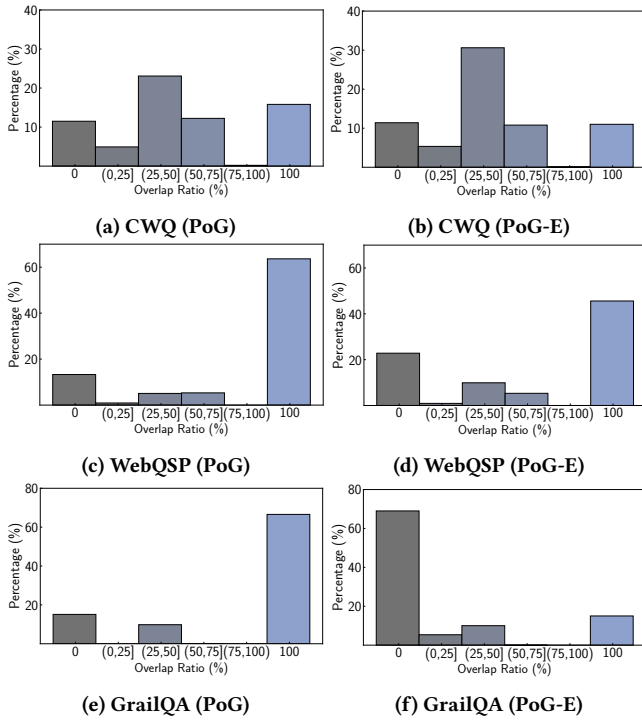 40
30
20
10
Percentage (%)
0 (0,25] (25,50] (50,75](75,100) 100
Overlap Ratio (%)
(a) CWQ (PoG)
40
30
20
10
Percentage (%)
0 (0,25] (25,50] (50,75](75,100) 100
Overlap Ratio (%)
(b) CWQ (PoG-E)
60
40
20
Percentage (%)
0 (0,25] (25,50] (50,75](75,100) 100
Overlap Ratio (%)
(c) WebQSP (PoG)
60
40
20
Percentage (%)
0 (0,25] (25,50] (50,75](75,100) 100
Overlap Ratio (%)
(d) WebQSP (PoG-E)
80
60
40
20
Percentage (%)
0 (0,25] (25,50] (50,75](75,100) 100
Overlap Ratio (%)
(e) GrailQA (PoG)
80
60
40
20
Percentage (%)
0 (0,25] (25,50] (50,75](75,100) 100
Overlap Ratio (%)
(f) GrailQA (PoG-E)